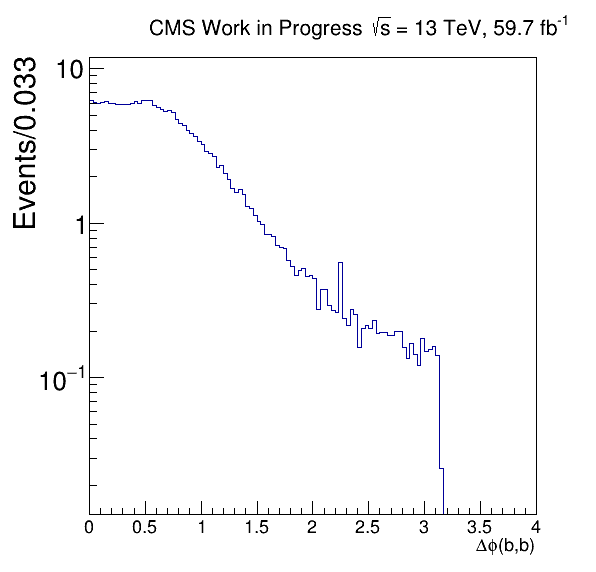 CMS Work in Progress √s = 13 TeV, 59.7 fb⁻¹
Events/0.033
10
1
10⁻¹
0 0.5 1 1.5 2 2.5 3 3.5 4
Δϕ(b,b)